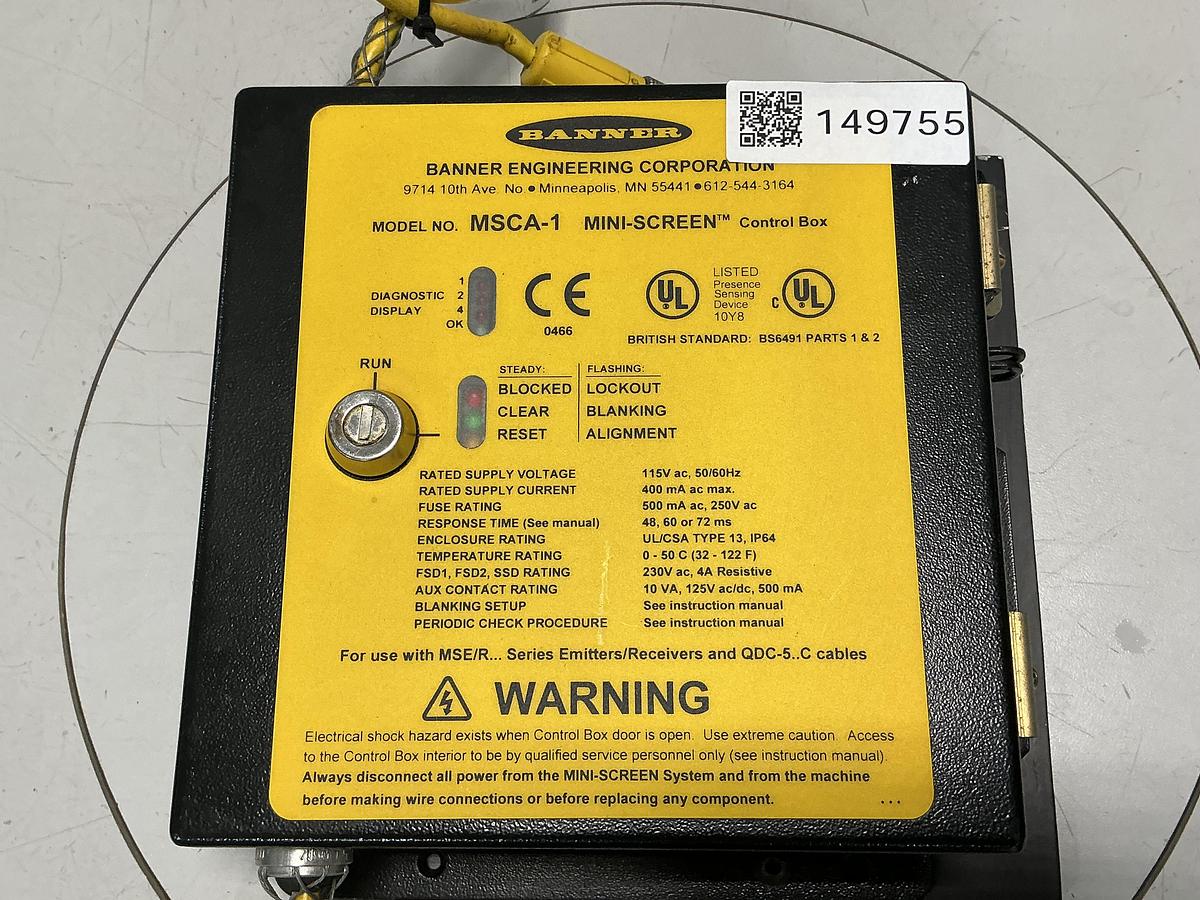 BANNER
149755
BANNER ENGINEERING CORPORATION
9714 10th Ave. No. ● Minneapolis, MN 55441 ● 612-544-3164
MODEL NO. MSCA-1 MINI-SCREEN™ Control Box
DIAGNOSTIC DISPLAY
1
2
4
OK
CE
0466
UL
LISTED
Presence
Sensing
Device
10Y8
C UL
BRITISH STANDARD: BS6491 PARTS 1 & 2
RUN
STEADY: FLASHING:
BLOCKED LOCKOUT
CLEAR BLANKING
RESET ALIGNMENT
RATED SUPPLY VOLTAGE 115V ac, 50/60Hz
RATED SUPPLY CURRENT 400 mA ac max.
FUSE RATING 500 mA ac, 250V ac
RESPONSE TIME (See manual) 48, 60 or 72 ms
ENCLOSURE RATING UL/CSA TYPE 13, IP64
TEMPERATURE RATING 0 - 50 C (32 - 122 F)
FSD1, FSD2, SSD RATING 230V ac, 4A Resistive
AUX CONTACT RATING 10 VA, 125V ac/dc, 500 mA
BLANKING SETUP See instruction manual
PERIODIC CHECK PROCEDURE See instruction manual
For use with MSE/R... Series Emitters/Receivers and QDC-5..C cables
WARNING
Electrical shock hazard exists when Control Box door is open. Use extreme caution. Access
to the Control Box interior to be by qualified service personnel only (see instruction manual).
Always disconnect all power from the MINI-SCREEN System and from the machine
before making wire connections or before replacing any component. ...